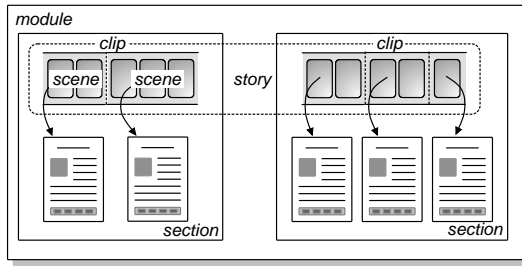 module
clip
clip
scene
scene
story
section
section